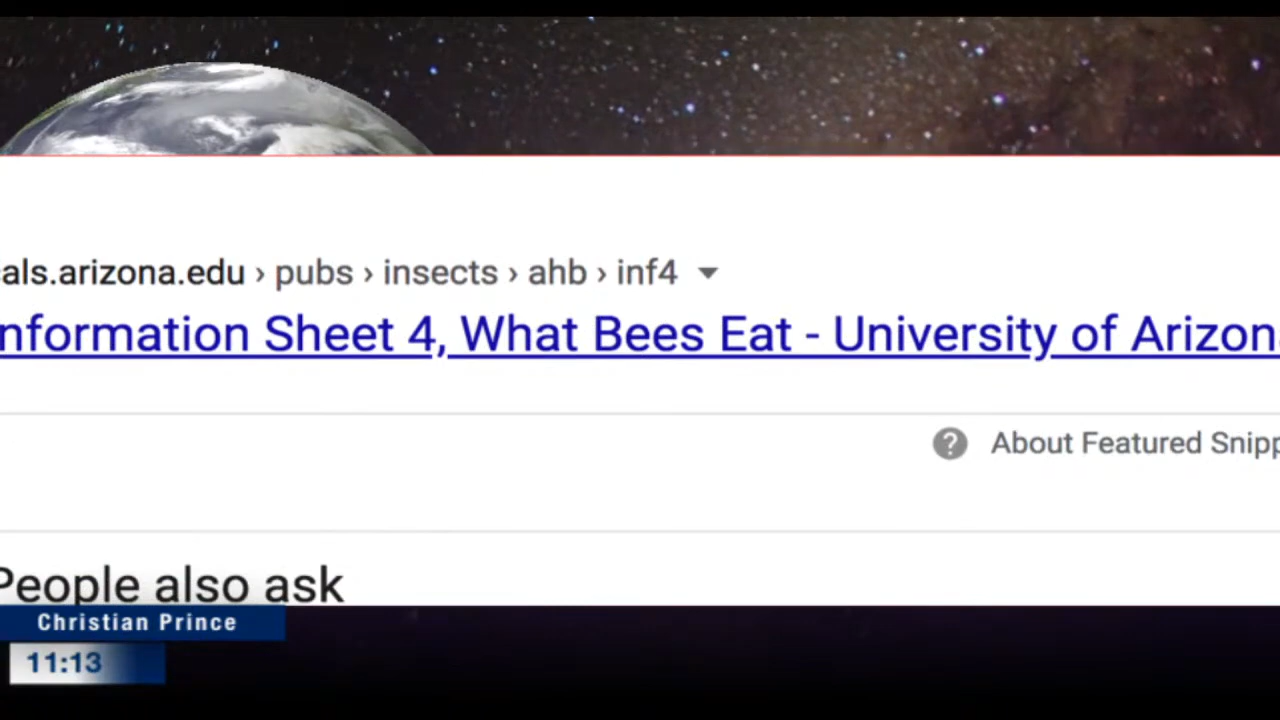 als.arizona.edu › pubs › insects › ahb › inf4
nformation Sheet 4, What Bees Eat - University of Arizon
? About Featured Snipp
People also ask
Christian Prince
11:13